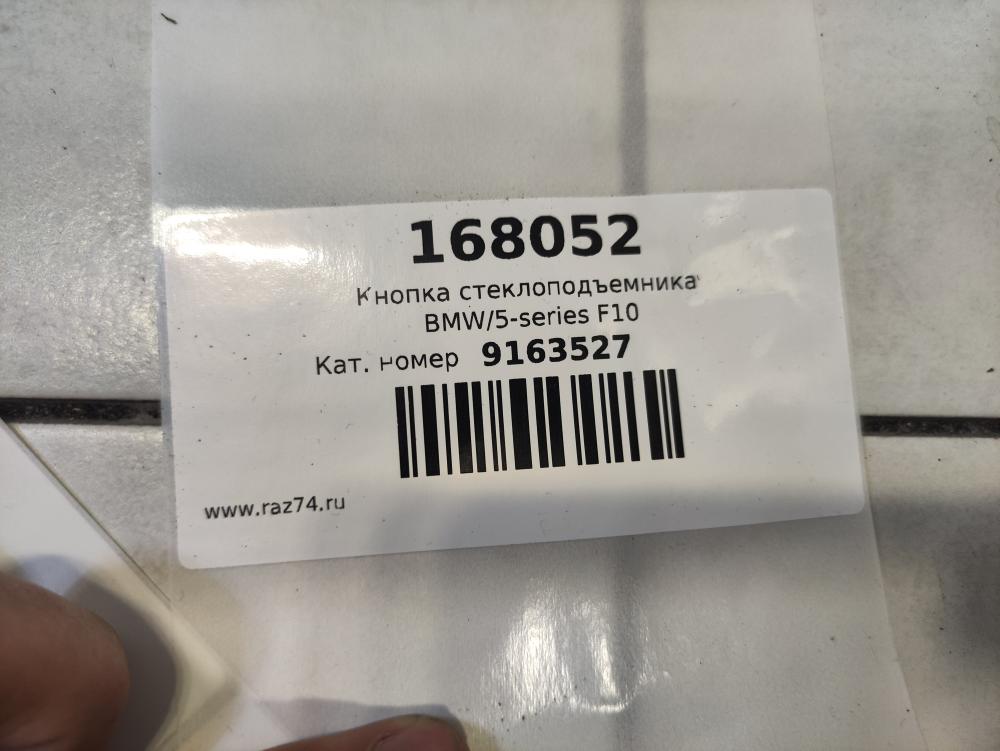 168052
Кнопка стеклоподъемника
BMW/5-series F10
Кат. номер 9163527
www.raz74.ru